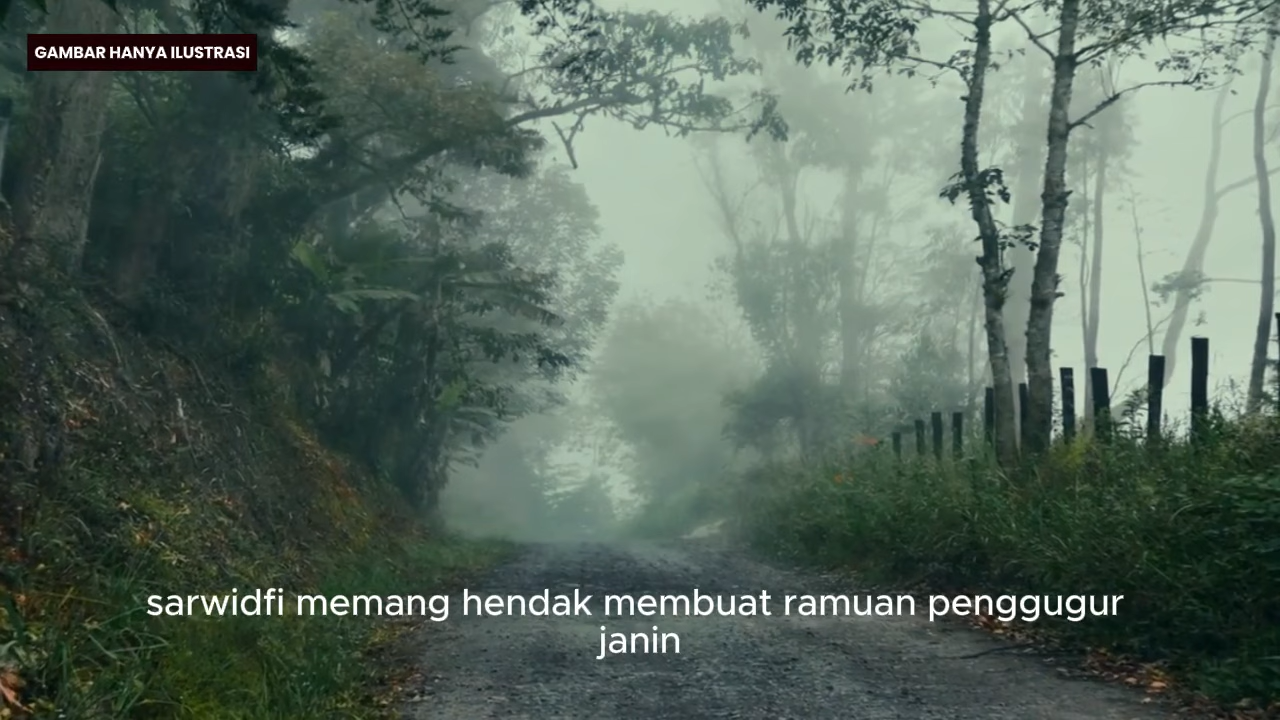 GAMBAR HANYA ILUSTRASI
sarwidfi memang hendak membuat ramuan penggugur
janin